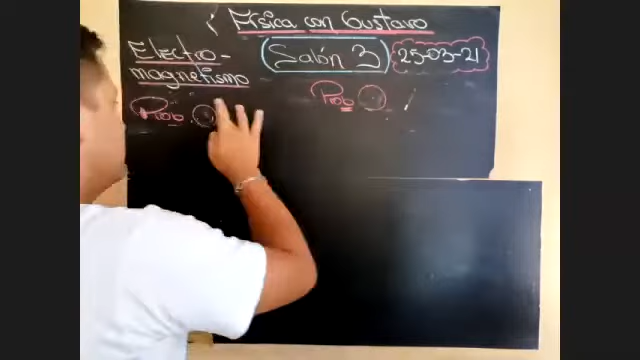 Física con Gustavo
Electro-
magnetismo
Salón 3
25-03-21
Prob
Prob